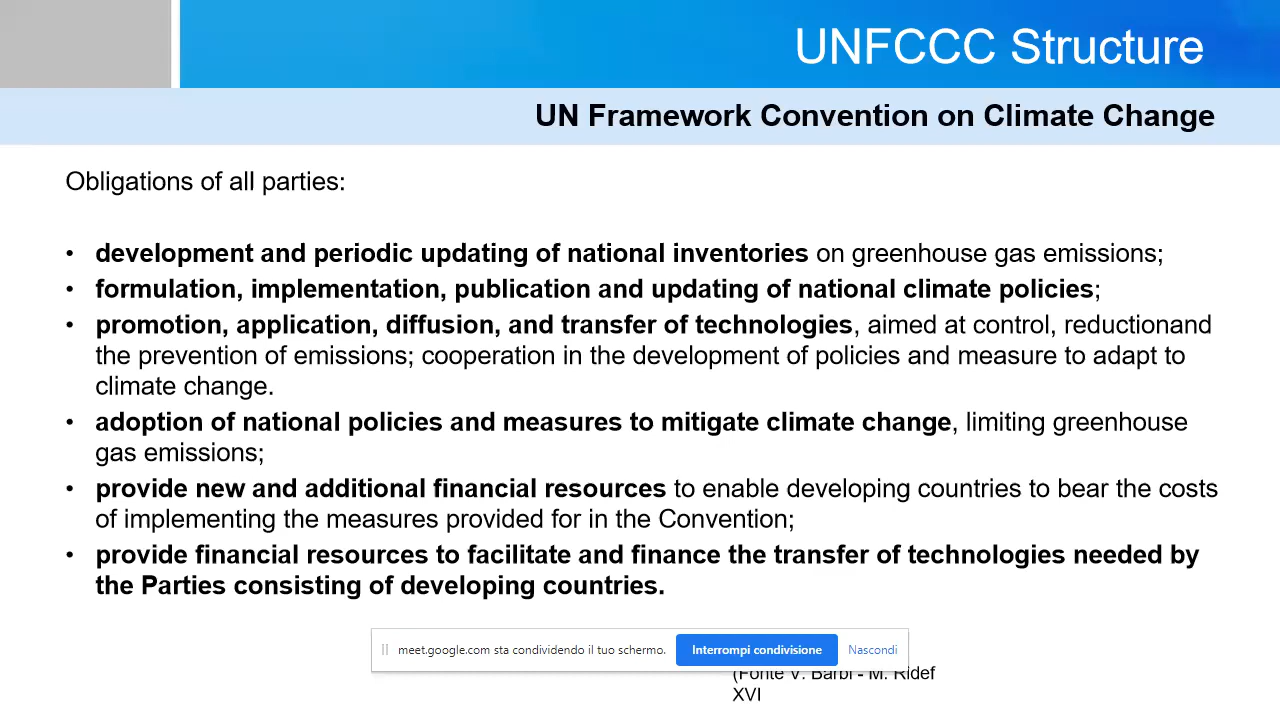 UNFCCC Structure
UN Framework Convention on Climate Change
Obligations of all parties:
• development and periodic updating of national inventories on greenhouse gas emissions;
• formulation, implementation, publication and updating of national climate policies;
• promotion, application, diffusion, and transfer of technologies, aimed at control, reductionand
the prevention of emissions; cooperation in the development of policies and measure to adapt to
climate change.
• adoption of national policies and measures to mitigate climate change, limiting greenhouse
gas emissions;
• provide new and additional financial resources to enable developing countries to bear the costs
of implementing the measures provided for in the Convention;
• provide financial resources to facilitate and finance the transfer of technologies needed by
the Parties consisting of developing countries.
meet.google.com sta condividendo il tuo schermo. Interrompi condivisione Nascondi
(Fonte V. Barbi - M. Ridef
XVI